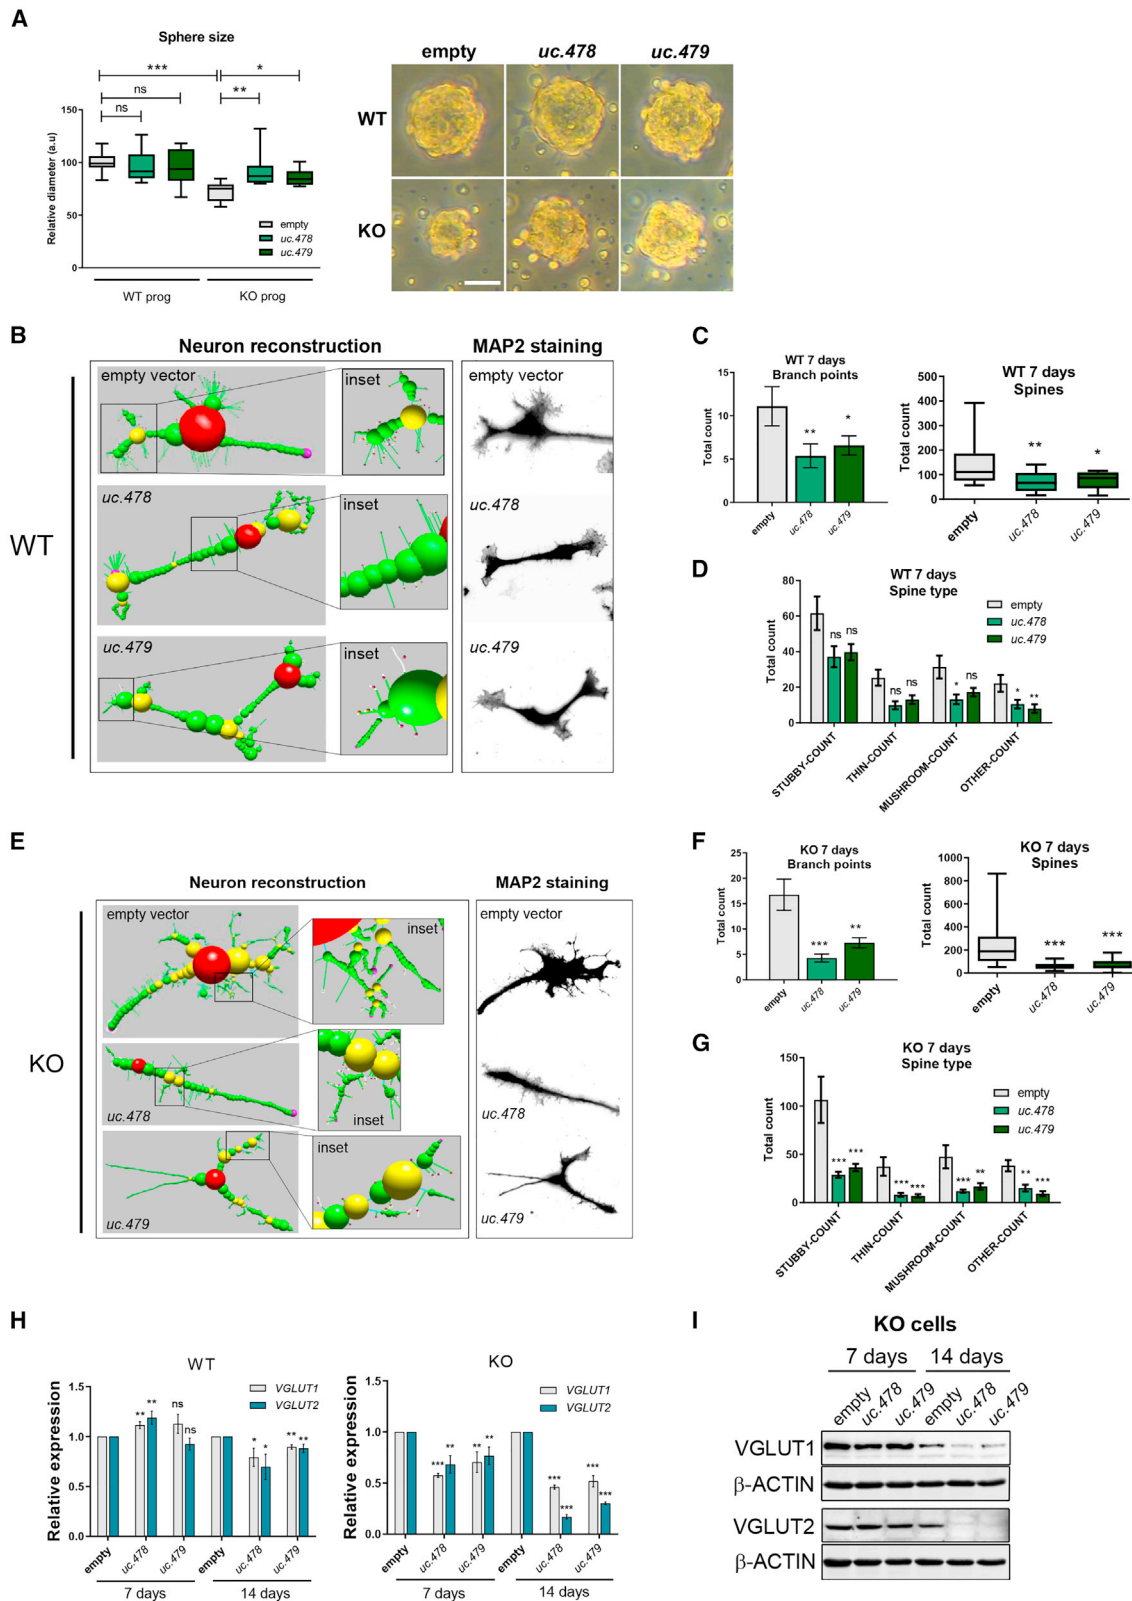 A
Sphere size
***
*
ns
**
ns
Relative diameter (a.u)
150
100
50
0
empty
uc.478
uc.479
WT prog
KO prog
empty
uc.478
uc.479
WT
KO
B
Neuron reconstruction
MAP2 staining
WT
empty vector
inset
empty vector
uc.478
inset
uc.478
uc.479
inset
uc.479
C
WT 7 days
Branch points
Total count
15
10
5
0
**
*
empty
uc.478
uc.479
WT 7 days
Spines
Total count
500
400
300
200
100
0
**
*
empty
uc.478
uc.479
D
WT 7 days
Spine type
Total count
60
40
20
0
empty
uc.478
uc.479
ns ns
ns ns
* ns
* **
STUBBY-COUNT
THIN-COUNT
MUSHROOM-COUNT
OTHER-COUNT
E
Neuron reconstruction
MAP2 staining
KO
empty vector
inset
empty vector
uc.478
inset
uc.478
uc.479
inset
uc.479
F
KO 7 days
Branch points
Total count
25
20
15
10
5
0
***
**
empty
uc.478
uc.479
KO 7 days
Spines
Total count
1000
800
600
400
200
0
***
***
empty
uc.478
uc.479
G
KO 7 days
Spine type
Total count
150
100
50
0
empty
uc.478
uc.479
*** ***
*** ***
*** **
** ***
STUBBY-COUNT
THIN-COUNT
MUSHROOM-COUNT
OTHER-COUNT
H
WT
Relative expression
1.5
1.0
0.5
0.0
VGLUT1
VGLUT2
** **
ns ns
* *
** **
empty
uc.478
uc.479
empty
uc.478
uc.479
7 days
14 days
KO
Relative expression
1.5
1.0
0.5
0.0
VGLUT1
VGLUT2
*** **
** **
*** ***
*** ***
empty
uc.478
uc.479
empty
uc.478
uc.479
7 days
14 days
I
KO cells
7 days 14 days
empty
uc.478
uc.479
empty
uc.478
uc.479
VGLUT1
β-ACTIN
VGLUT2
β-ACTIN